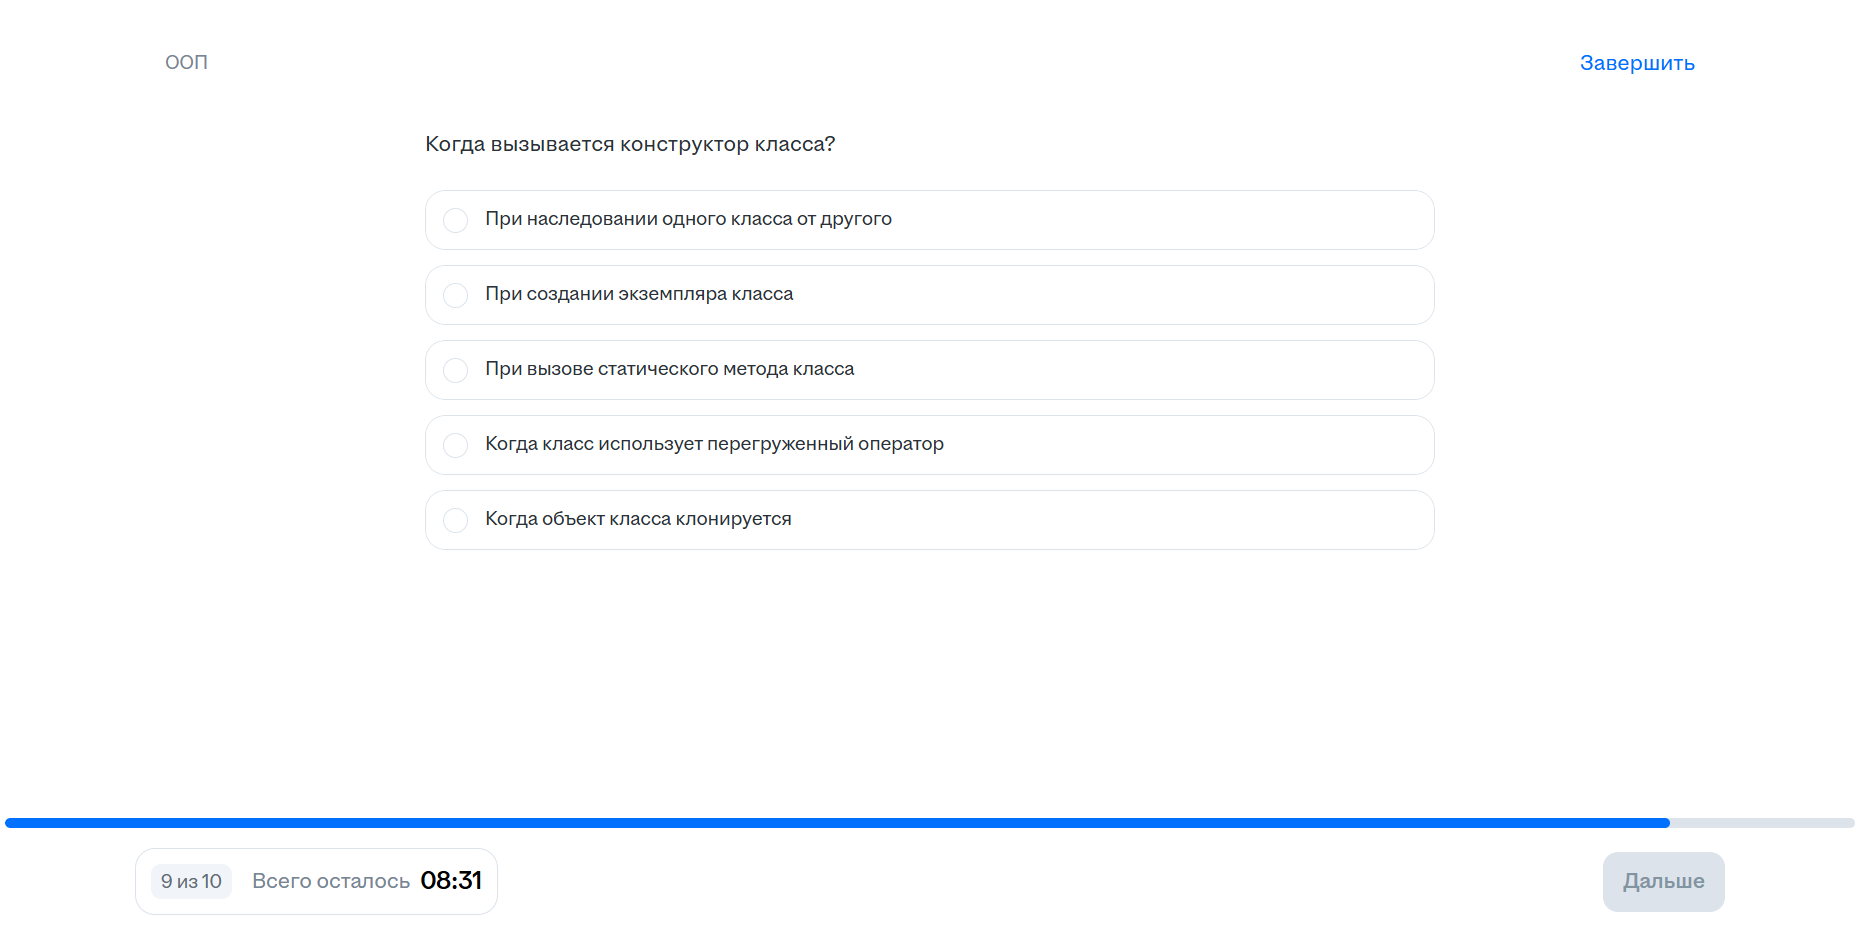 ООП
Завершить
Когда вызывается конструктор класса?
При наследовании одного класса от другого
При создании экземпляра класса
При вызове статического метода класса
Когда класс использует перегруженный оператор
Когда объект класса клонируется
9 из 10 Всего осталось 08:31
Дальше